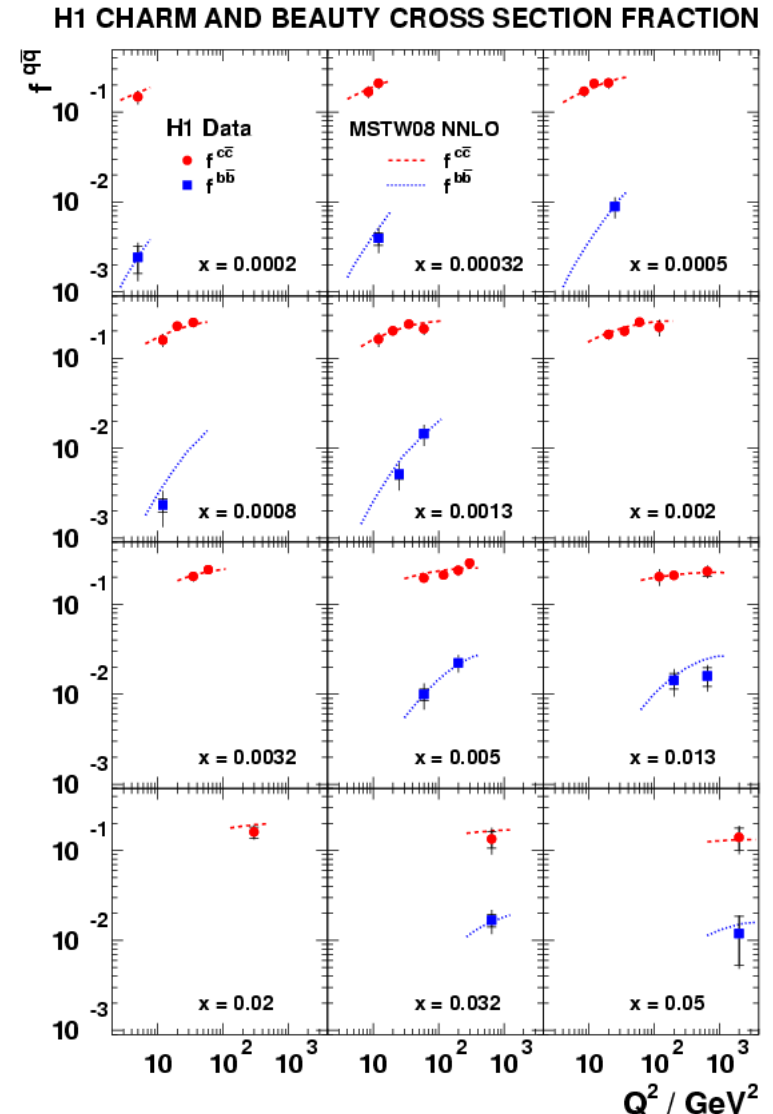 H1 CHARM AND BEAUTY CROSS SECTION FRACTION
f qq̄
10 -1
10 -2
10 -3
H1 Data
f cc̄
f bb̄
MSTW08 NNLO
f cc̄
f bb̄
x = 0.0002
x = 0.00032
x = 0.0005
10 -1
10 -2
10 -3
x = 0.0008
x = 0.0013
x = 0.002
10 -1
10 -2
10 -3
x = 0.0032
x = 0.005
x = 0.013
10 -1
10 -2
10 -3
x = 0.02
x = 0.032
x = 0.05
10 10 2 10 3 10 10 2 10 3 10 10 2 10 3
Q2 / GeV2